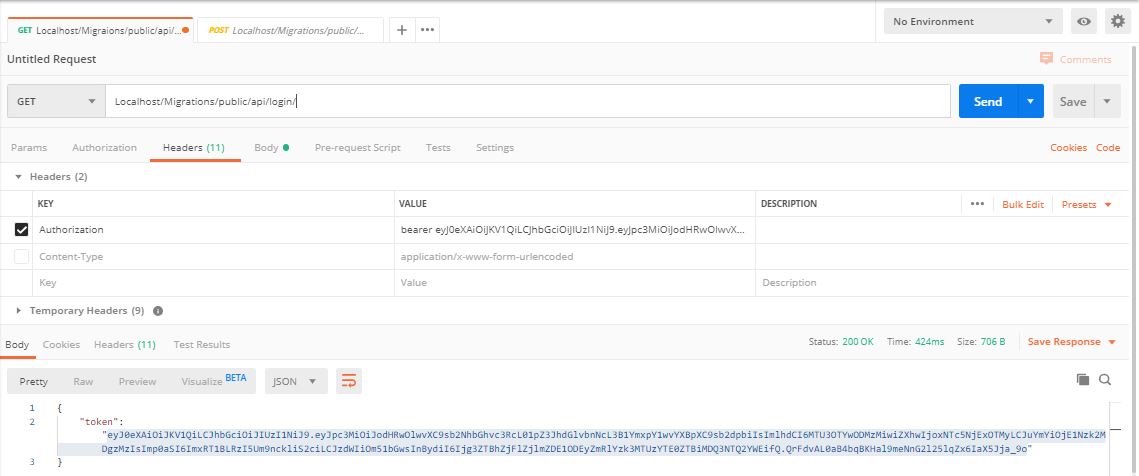 GET Localhost/Migraions/public/api/...
POST Localhost/Migrations/public/...
+
No Environment
Untitled Request
Comments
GET
Localhost/Migrations/public/api/login/
Send
Save
Params Authorization Headers (11) Body Pre-request Script Tests Settings Cookies Code
Headers (2)
KEY VALUE DESCRIPTION ••• Bulk Edit Presets
Authorization bearer eyJ0eXAiOiJKV1QiLCJhbGciOiJIUzI1NiJ9.eyJpc3MiOiJodHRwOlwvX...
Content-Type application/x-www-form-urlencoded
Key Value Description
Temporary Headers (9)
Body Cookies Headers (11) Test Results Status: 200 OK Time: 424ms Size: 706 B Save Response
Pretty Raw Preview Visualize BETA JSON
1 {
2 "token":
3 }